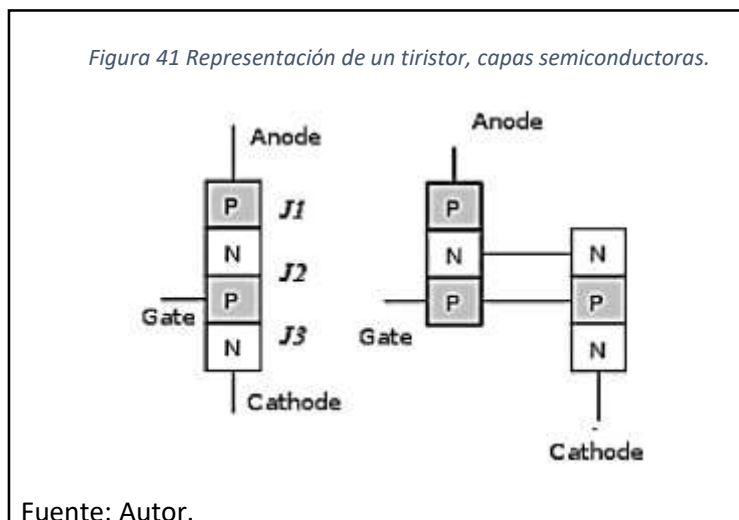 Figura 41 Representación de un tiristor, capas semiconductoras.
Anode
P
J1
N
J2
P
Gate
J3
N
Cathode
Anode
P
N
N
P
P
Gate
N
Cathode
Fuente: Autor.